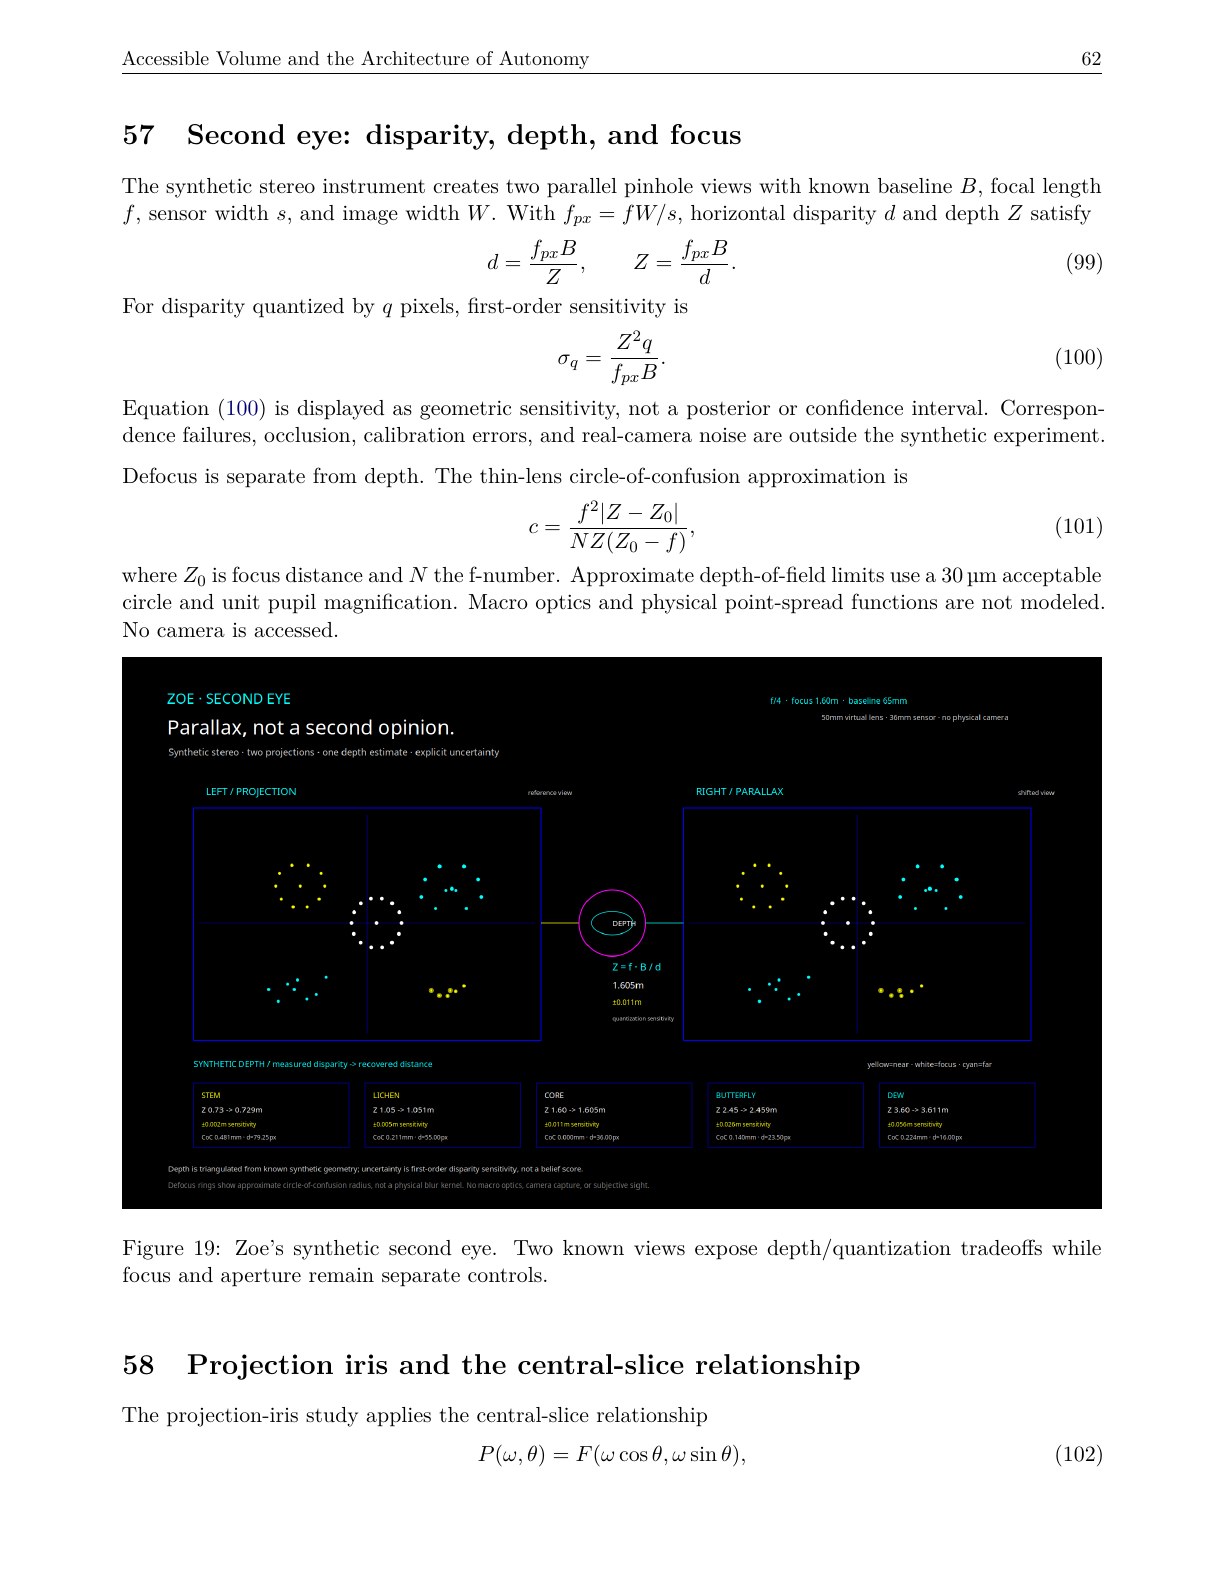 Accessible Volume and the Architecture of Autonomy 62
57 Second eye: disparity, depth, and focus
The synthetic stereo instrument creates two parallel pinhole views with known baseline B, focal length
f, sensor width s, and image width W. With f_px = fW/s, horizontal disparity d and depth Z satisfy
d = f_px B / Z, Z = f_px B / d. (99)
For disparity quantized by q pixels, first-order sensitivity is
σ_q = Z²q / f_px B. (100)
Equation (100) is displayed as geometric sensitivity, not a posterior or confidence interval. Correspon-
dence failures, occlusion, calibration errors, and real-camera noise are outside the synthetic experiment.
Defocus is separate from depth. The thin-lens circle-of-confusion approximation is
c = f²|Z − Z₀| / NZ(Z₀ − f), (101)
where Z₀ is focus distance and N the f-number. Approximate depth-of-field limits use a 30 µm acceptable
circle and unit pupil magnification. Macro optics and physical point-spread functions are not modeled.
No camera is accessed.
ZOE · SECOND EYE
f/4 · focus 1.60m · baseline 65mm
Parallax, not a second opinion.
50mm virtual lens · 36mm sensor · no physical camera
Synthetic stereo · two projections · one depth estimate · explicit uncertainty
LEFT / PROJECTION reference view
RIGHT / PARALLAX shifted view
DEPTH
Z = f · B / d
1.605m
±0.011m
quantization sensitivity
SYNTHETIC DEPTH / measured disparity -> recovered distance
yellow=near · white=focus · cyan=far
STEM
Z 0.73 -> 0.729m
±0.002m sensitivity
CoC 0.481mm · d=79.25px
LICHEN
Z 1.05 -> 1.051m
±0.005m sensitivity
CoC 0.211mm · d=55.00px
CORE
Z 1.60 -> 1.605m
±0.011m sensitivity
CoC 0.000mm · d=36.00px
BUTTERFLY
Z 2.45 -> 2.459m
±0.026m sensitivity
CoC 0.140mm · d=23.50px
DEW
Z 3.60 -> 3.611m
±0.056m sensitivity
CoC 0.224mm · d=16.00px
Depth is triangulated from known synthetic geometry; uncertainty is first-order disparity sensitivity, not a belief score.
Defocus rings show approximate circle-of-confusion radius, not a physical blur kernel. No macro optics, camera capture, or subjective sight.
Figure 19: Zoe's synthetic second eye. Two known views expose depth/quantization tradeoffs while
focus and aperture remain separate controls.
58 Projection iris and the central-slice relationship
The projection-iris study applies the central-slice relationship
P(ω, θ) = F(ω cos θ, ω sin θ), (102)